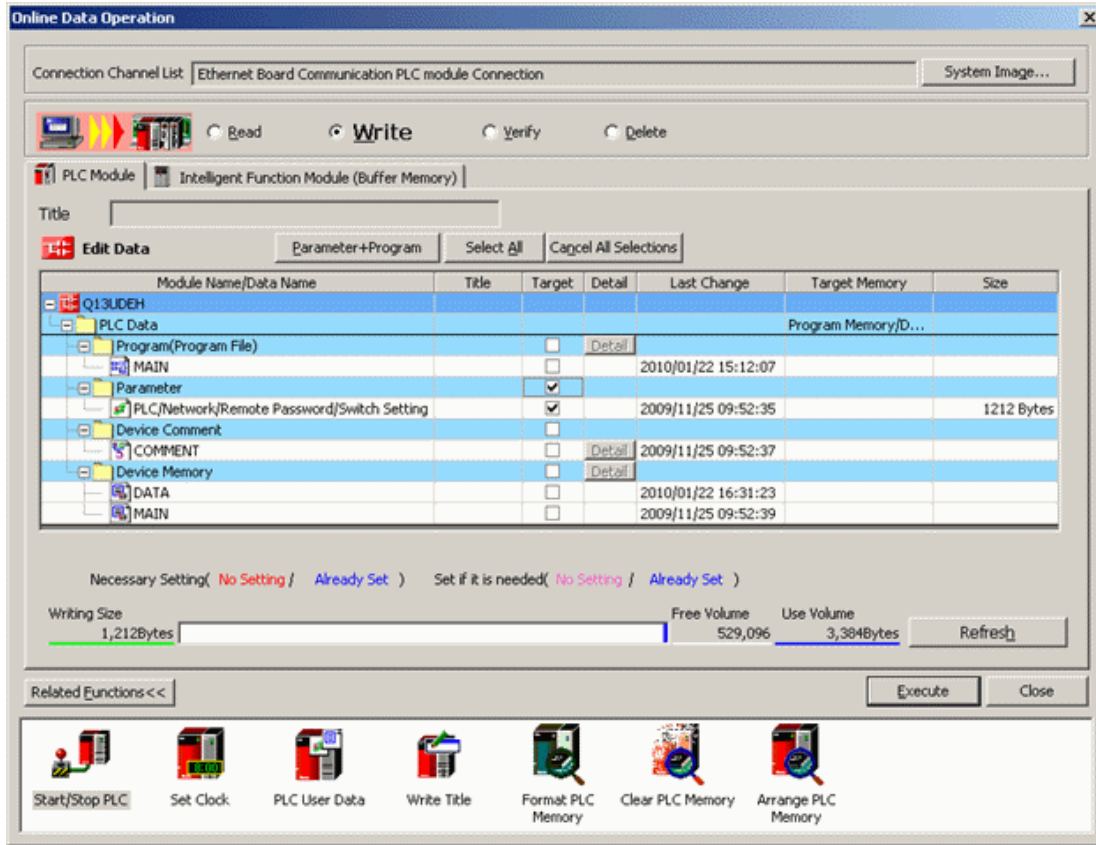 Online Data Operation
Connection Channel List Ethernet Board Communication PLC module Connection System Image...
Read Write Verify Delete
PLC Module Intelligent Function Module (Buffer Memory)
Title
Edit Data Parameter+Program Select All Cancel All Selections
Module Name/Data Name Title Target Detail Last Change Target Memory Size
Q13UDEH
PLC Data Program Memory/D...
Program(Program File) Detail
MAIN 2010/01/22 15:12:07
Parameter
PLC/Network/Remote Password/Switch Setting 2009/11/25 09:52:35 1212 Bytes
Device Comment
COMMENT Detail 2009/11/25 09:52:37
Device Memory Detail
DATA 2010/01/22 16:31:23
MAIN 2009/11/25 09:52:39
Necessary Setting( No Setting / Already Set ) Set if it is needed( No Setting / Already Set )
Writing Size Free Volume Use Volume
1,212Bytes 529,096 3,384Bytes Refresh
Related Functions<< Execute Close
Start/Stop PLC Set Clock PLC User Data Write Title Format PLC Memory Clear PLC Memory Arrange PLC Memory